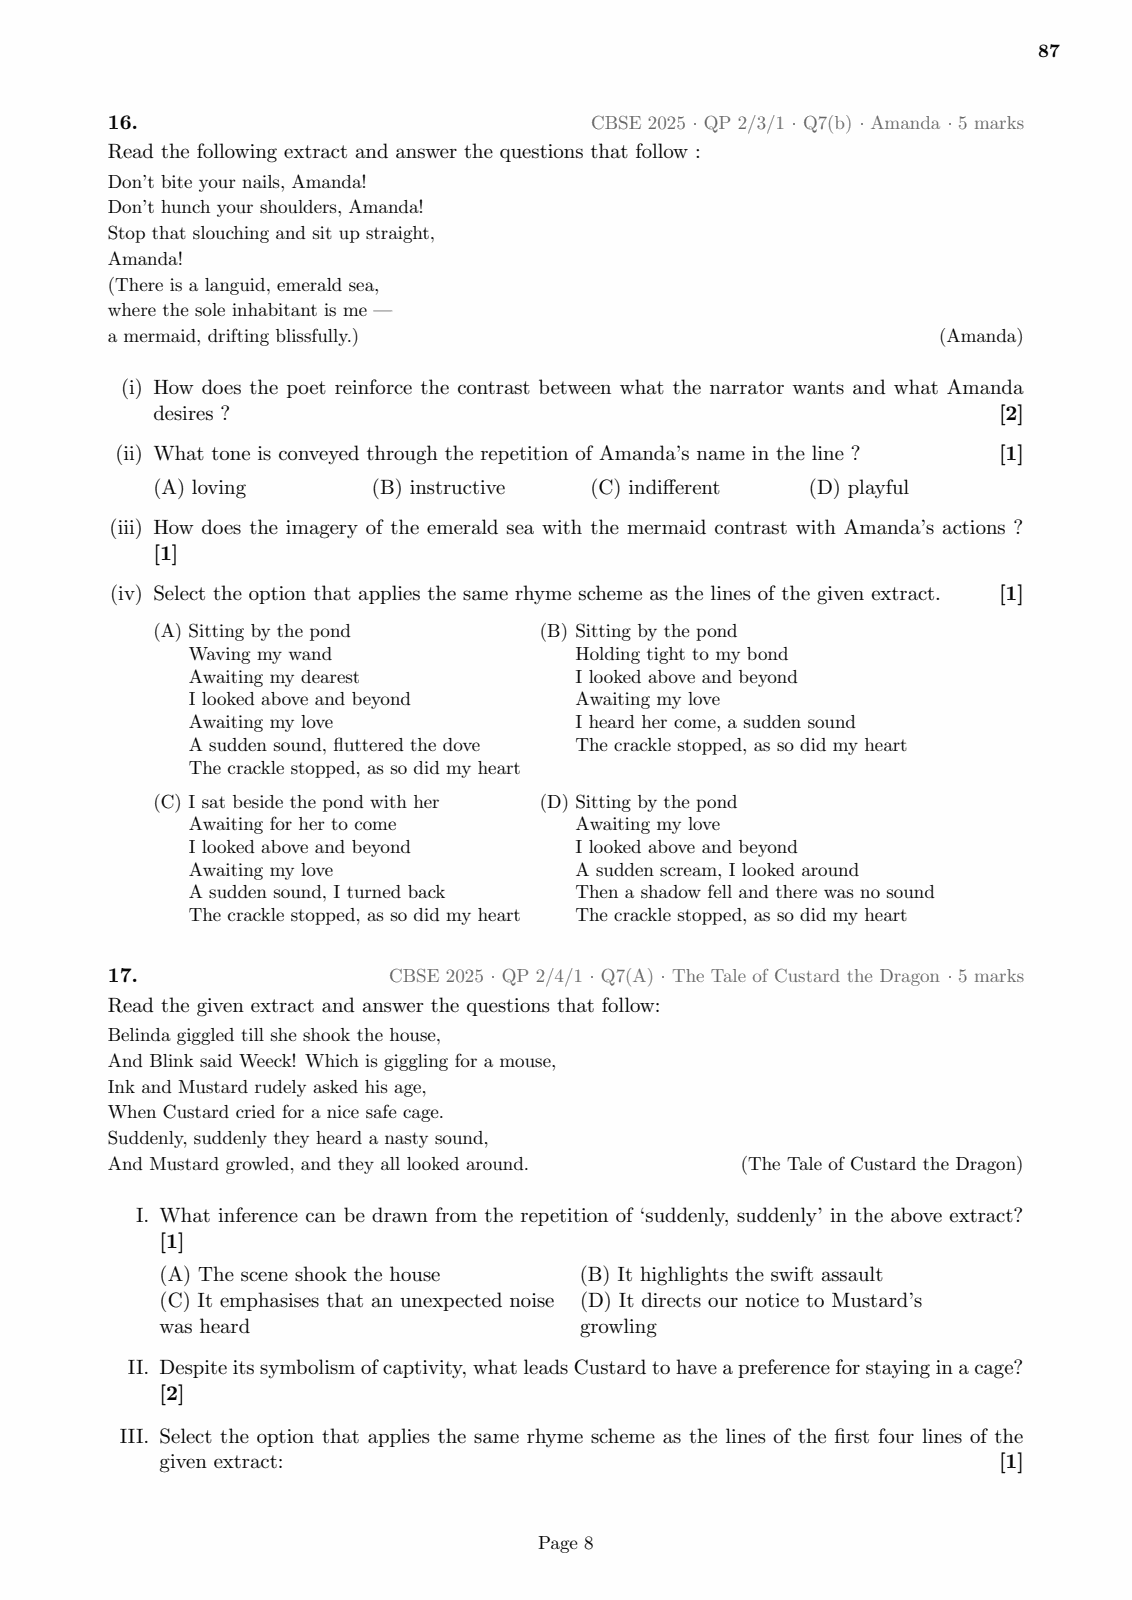 87
16.
CBSE 2025 · QP 2/3/1 · Q7(b) · Amanda · 5 marks
Read the following extract and answer the questions that follow :
Don't bite your nails, Amanda!
Don't hunch your shoulders, Amanda!
Stop that slouching and sit up straight,
Amanda!
(There is a languid, emerald sea,
where the sole inhabitant is me —
a mermaid, drifting blissfully.) (Amanda)
(i) How does the poet reinforce the contrast between what the narrator wants and what Amanda
desires ? [2]
(ii) What tone is conveyed through the repetition of Amanda's name in the line ? [1]
(A) loving (B) instructive (C) indifferent (D) playful
(iii) How does the imagery of the emerald sea with the mermaid contrast with Amanda's actions ?
[1]
(iv) Select the option that applies the same rhyme scheme as the lines of the given extract. [1]
(A) Sitting by the pond
Waving my wand
Awaiting my dearest
I looked above and beyond
Awaiting my love
A sudden sound, fluttered the dove
The crackle stopped, as so did my heart
(B) Sitting by the pond
Holding tight to my bond
I looked above and beyond
Awaiting my love
I heard her come, a sudden sound
The crackle stopped, as so did my heart
(C) I sat beside the pond with her
Awaiting for her to come
I looked above and beyond
Awaiting my love
A sudden sound, I turned back
The crackle stopped, as so did my heart
(D) Sitting by the pond
Awaiting my love
I looked above and beyond
A sudden scream, I looked around
Then a shadow fell and there was no sound
The crackle stopped, as so did my heart
17.
CBSE 2025 · QP 2/4/1 · Q7(A) · The Tale of Custard the Dragon · 5 marks
Read the given extract and answer the questions that follow:
Belinda giggled till she shook the house,
And Blink said Weeck! Which is giggling for a mouse,
Ink and Mustard rudely asked his age,
When Custard cried for a nice safe cage.
Suddenly, suddenly they heard a nasty sound,
And Mustard growled, and they all looked around. (The Tale of Custard the Dragon)
I. What inference can be drawn from the repetition of 'suddenly, suddenly' in the above extract?
[1]
(A) The scene shook the house
(B) It highlights the swift assault
(C) It emphasises that an unexpected noise
was heard
(D) It directs our notice to Mustard's
growling
II. Despite its symbolism of captivity, what leads Custard to have a preference for staying in a cage?
[2]
III. Select the option that applies the same rhyme scheme as the lines of the first four lines of the
given extract: [1]
Page 8